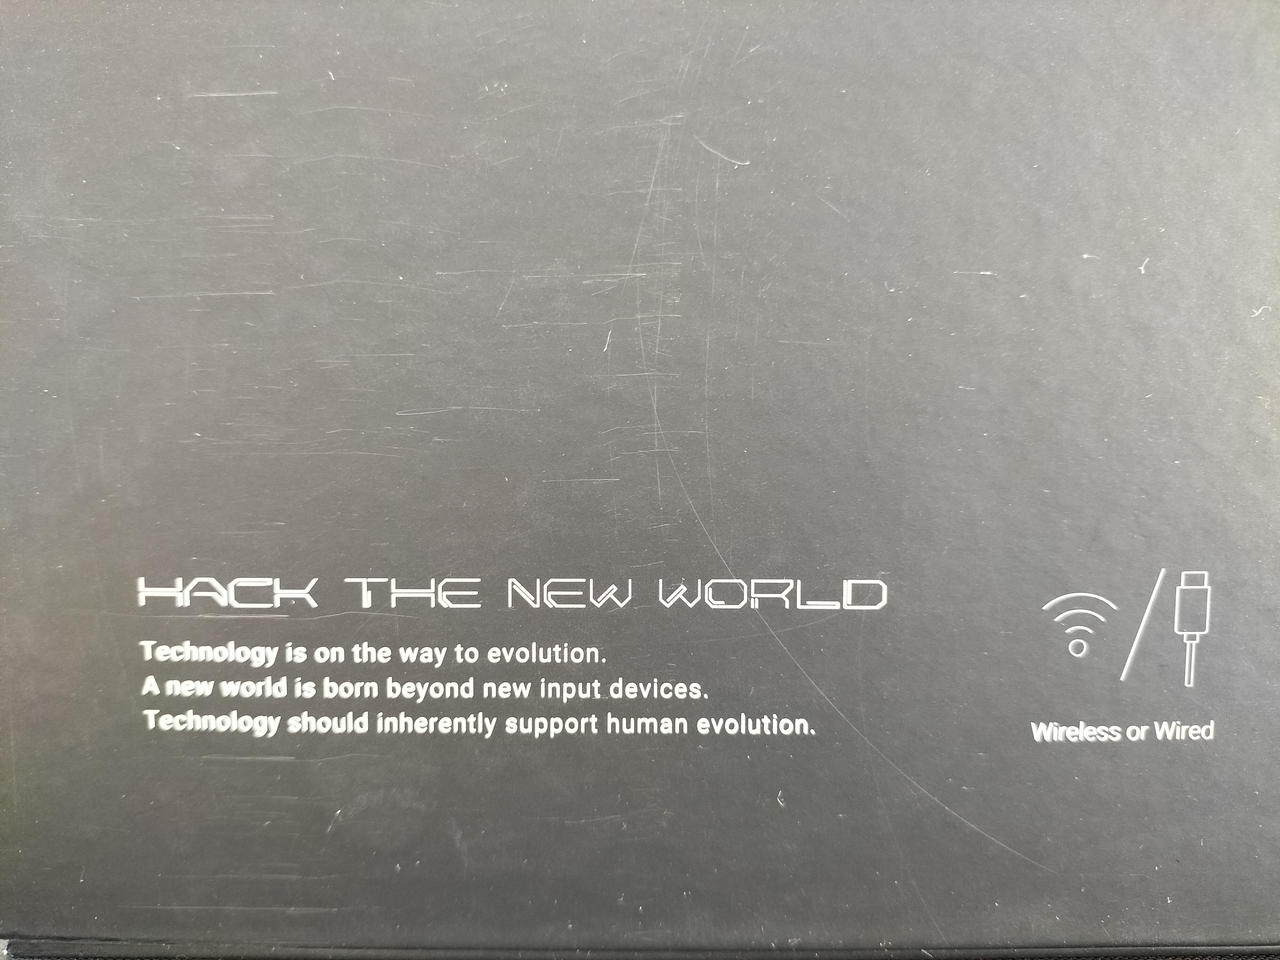 HACK THE NEW WORLD
Technology is on the way to evolution.
A new world is born beyond new input devices.
Technology should inherently support human evolution.
Wireless or Wired